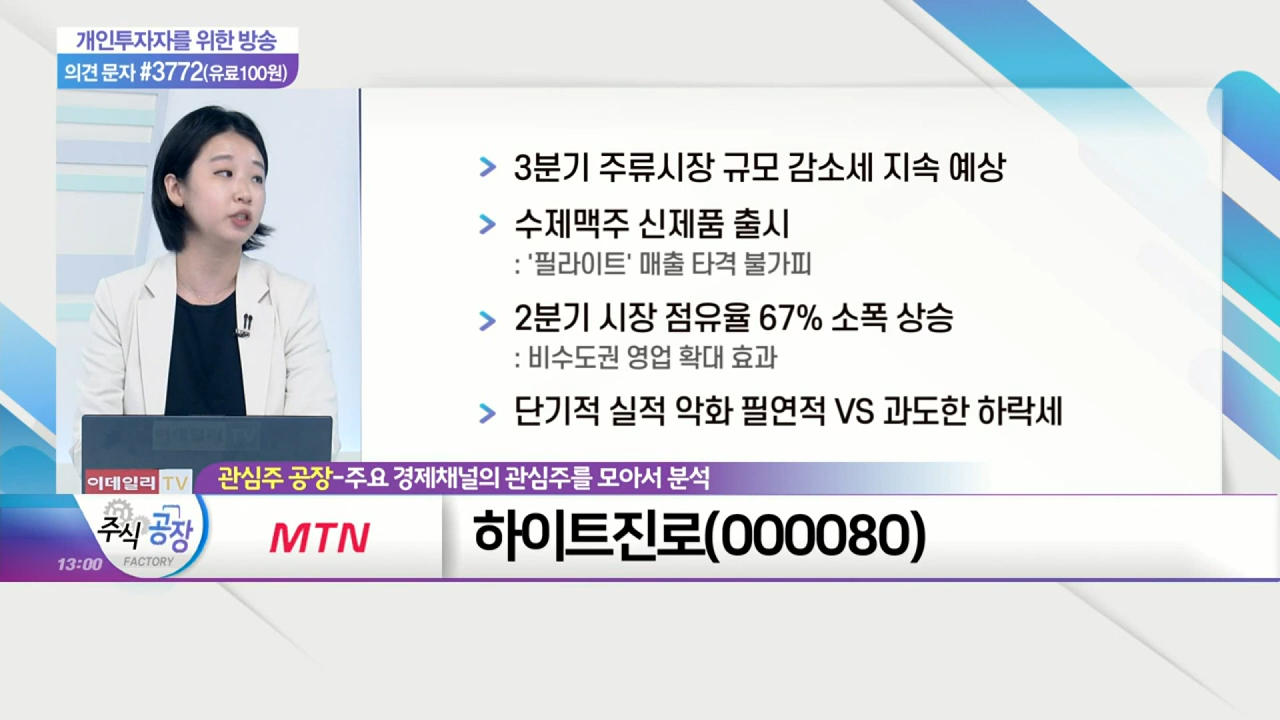 개인투자자를 위한 방송
의견 문자 #3772(유료100원)
3분기 주류시장 규모 감소세 지속 예상
수제맥주 신제품 출시
: '필라이트' 매출 타격 불가피
2분기 시장 점유율 67% 소폭 상승
: 비수도권 영업 확대 효과
단기적 실적 악화 필연적 VS 과도한 하락세
이데일리 TV
이데일리 TV
관심주 공장-주요 경제채널의 관심주를 모아서 분석
주식 공장
FACTORY
13:00
MTN
하이트진로(000080)